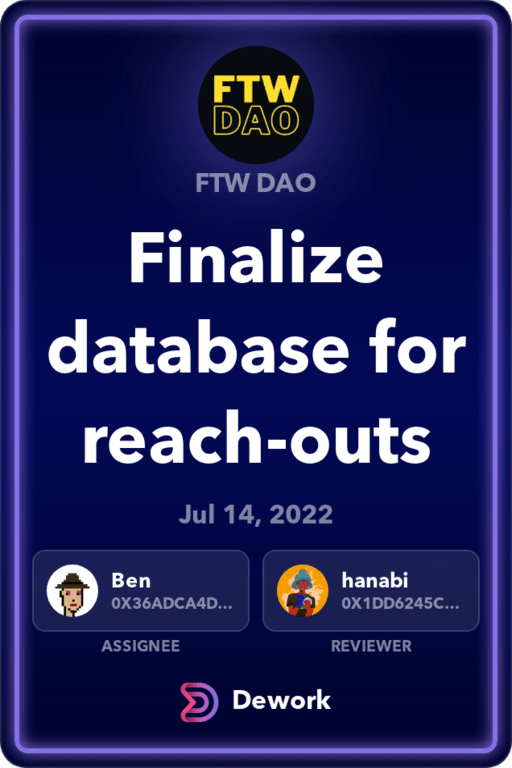 FTW
DAO
FTW DAO
Finalize
database for
reach-outs
Jul 14, 2022
Ben
0X36ADCA4D...
ASSIGNEE
hanabi
0X1DD6245C...
REVIEWER
Dework